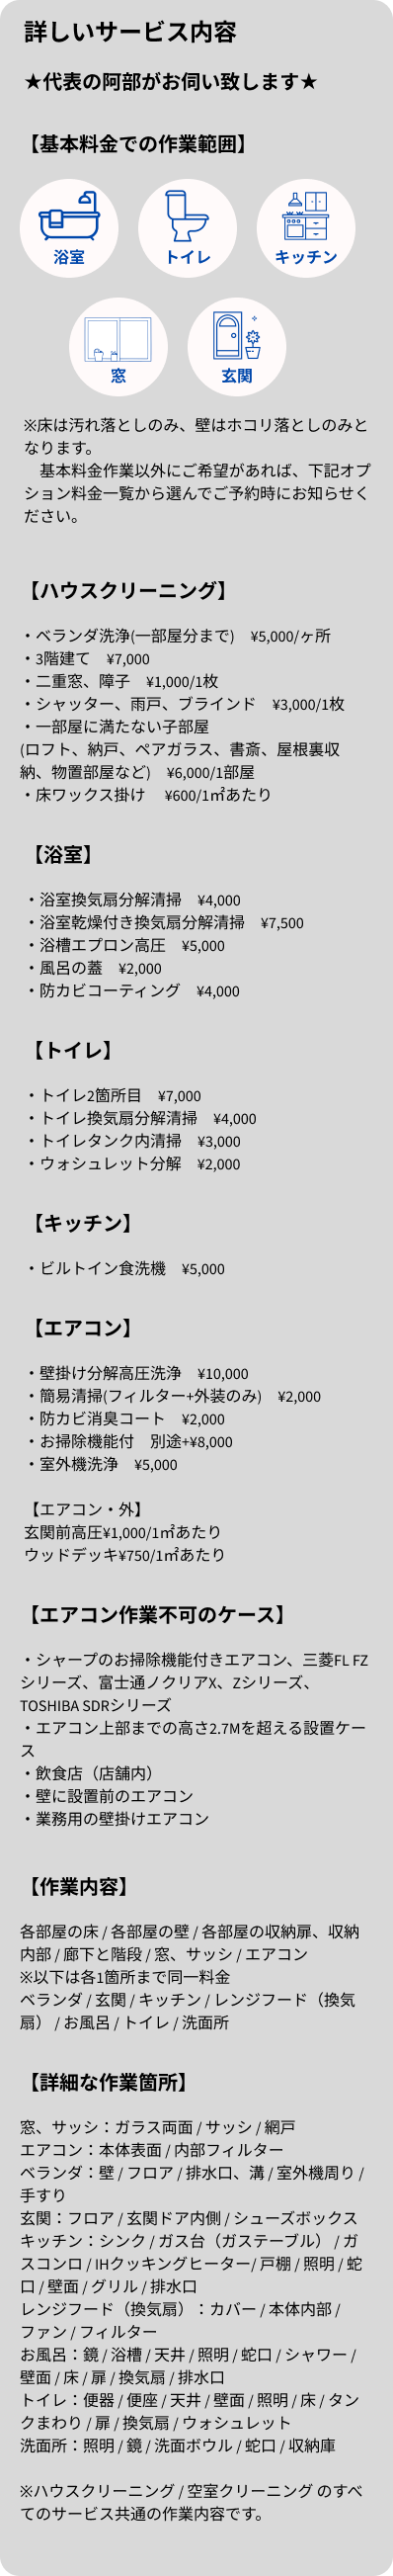 詳しいサービス内容
★代表の阿部がお伺い致します★
【基本料金での作業範囲】
浴室
トイレ
キッチン
窓
玄関
※床は汚れ落としのみ、壁はホコリ落としのみと
なります。
　基本料金作業以外にご希望があれば、下記オプ
ション料金一覧から選んでご予約時にお知らせく
ださい。
【ハウスクリーニング】
・ベランダ洗浄(一部屋分まで)　¥5,000/ヶ所
・3階建て　¥7,000
・二重窓、障子　¥1,000/1枚
・シャッター、雨戸、ブラインド　¥3,000/1枚
・一部屋に満たない子部屋
(ロフト、納戸、ペアガラス、書斎、屋根裏収
納、物置部屋など)　¥6,000/1部屋
・床ワックス掛け　 ¥600/1㎡あたり
【浴室】
・浴室換気扇分解清掃　¥4,000
・浴室乾燥付き換気扇分解清掃　¥7,500
・浴槽エプロン高圧　¥5,000
・風呂の蓋　¥2,000
・防カビコーティング　¥4,000
【トイレ】
・トイレ2箇所目　¥7,000
・トイレ換気扇分解清掃　¥4,000
・トイレタンク内清掃　¥3,000
・ウォシュレット分解　¥2,000
【キッチン】
・ビルトイン食洗機　¥5,000
【エアコン】
・壁掛け分解高圧洗浄　¥10,000
・簡易清掃(フィルター+外装のみ)　¥2,000
・防カビ消臭コート　¥2,000
・お掃除機能付　別途+¥8,000
・室外機洗浄　¥5,000
【エアコン・外】
玄関前高圧¥1,000/1㎡あたり
ウッドデッキ¥750/1㎡あたり
【エアコン作業不可のケース】
・シャープのお掃除機能付きエアコン、三菱FL FZ
シリーズ、富士通ノクリアX、Zシリーズ、
TOSHIBA SDRシリーズ
・エアコン上部までの高さ2.7Mを超える設置ケー
ス
・飲食店（店舗内）
・壁に設置前のエアコン
・業務用の壁掛けエアコン
【作業内容】
各部屋の床 / 各部屋の壁 / 各部屋の収納扉、収納
内部 / 廊下と階段 / 窓、サッシ / エアコン
※以下は各1箇所まで同一料金
ベランダ / 玄関 / キッチン / レンジフード（換気
扇） / お風呂 / トイレ / 洗面所
【詳細な作業箇所】
窓、サッシ：ガラス両面 / サッシ / 網戸
エアコン：本体表面 / 内部フィルター
ベランダ：壁 / フロア / 排水口、溝 / 室外機周り /
手すり
玄関：フロア / 玄関ドア内側 / シューズボックス
キッチン：シンク / ガス台（ガステーブル） / ガ
スコンロ / IHクッキングヒーター/ 戸棚 / 照明 / 蛇
口 / 壁面 / グリル / 排水口
レンジフード（換気扇）：カバー / 本体内部 /
ファン / フィルター
お風呂：鏡 / 浴槽 / 天井 / 照明 / 蛇口 / シャワー /
壁面 / 床 / 扉 / 換気扇 / 排水口
トイレ：便器 / 便座 / 天井 / 壁面 / 照明 / 床 / タン
クまわり / 扉 / 換気扇 / ウォシュレット
洗面所：照明 / 鏡 / 洗面ボウル / 蛇口 / 収納庫
※ハウスクリーニング / 空室クリーニング のすべ
てのサービス共通の作業内容です。